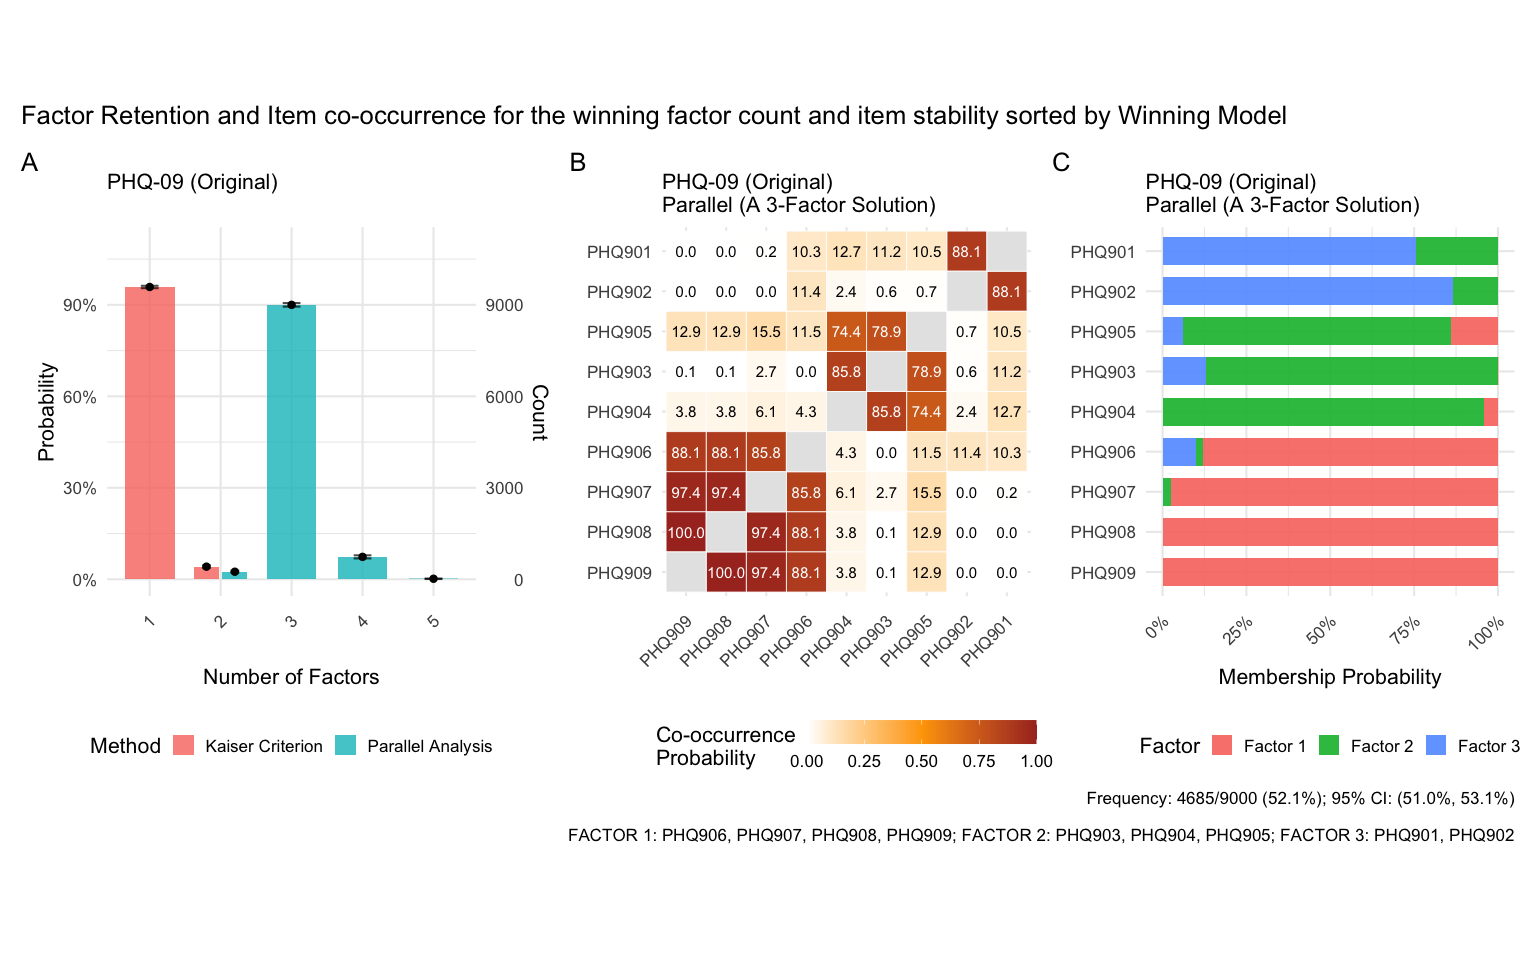 Factor Retention and Item co-occurrence for the winning factor count and item stability sorted by Winning Model
A
PHQ-09 (Original)
Probability
90%
60%
30%
0%
9000
6000
3000
0
Count
1 2 3 4 5
Number of Factors
Method Kaiser Criterion Parallel Analysis
B
PHQ-09 (Original)
Parallel (A 3-Factor Solution)
PHQ901 0.0 0.0 0.2 10.3 12.7 11.2 10.5 88.1
PHQ902 0.0 0.0 0.0 11.4 2.4 0.6 0.7 88.1
PHQ905 12.9 12.9 15.5 11.5 74.4 78.9 0.7 10.5
PHQ903 0.1 0.1 2.7 0.0 85.8 78.9 0.6 11.2
PHQ904 3.8 3.8 6.1 4.3 85.8 74.4 2.4 12.7
PHQ906 88.1 88.1 85.8 4.3 0.0 11.5 11.4 10.3
PHQ907 97.4 97.4 85.8 6.1 2.7 15.5 0.0 0.2
PHQ908 100.0 97.4 88.1 3.8 0.1 12.9 0.0 0.0
PHQ909 100.0 97.4 88.1 3.8 0.1 12.9 0.0 0.0
PHQ909 PHQ908 PHQ907 PHQ906 PHQ904 PHQ903 PHQ905 PHQ902 PHQ901
Co-occurrence
Probability
0.00 0.25 0.50 0.75 1.00
C
PHQ-09 (Original)
Parallel (A 3-Factor Solution)
PHQ901
PHQ902
PHQ905
PHQ903
PHQ904
PHQ906
PHQ907
PHQ908
PHQ909
0% 25% 50% 75% 100%
Membership Probability
Factor Factor 1 Factor 2 Factor 3
Frequency: 4685/9000 (52.1%); 95% CI: (51.0%, 53.1%)
FACTOR 1: PHQ906, PHQ907, PHQ908, PHQ909; FACTOR 2: PHQ903, PHQ904, PHQ905; FACTOR 3: PHQ901, PHQ902